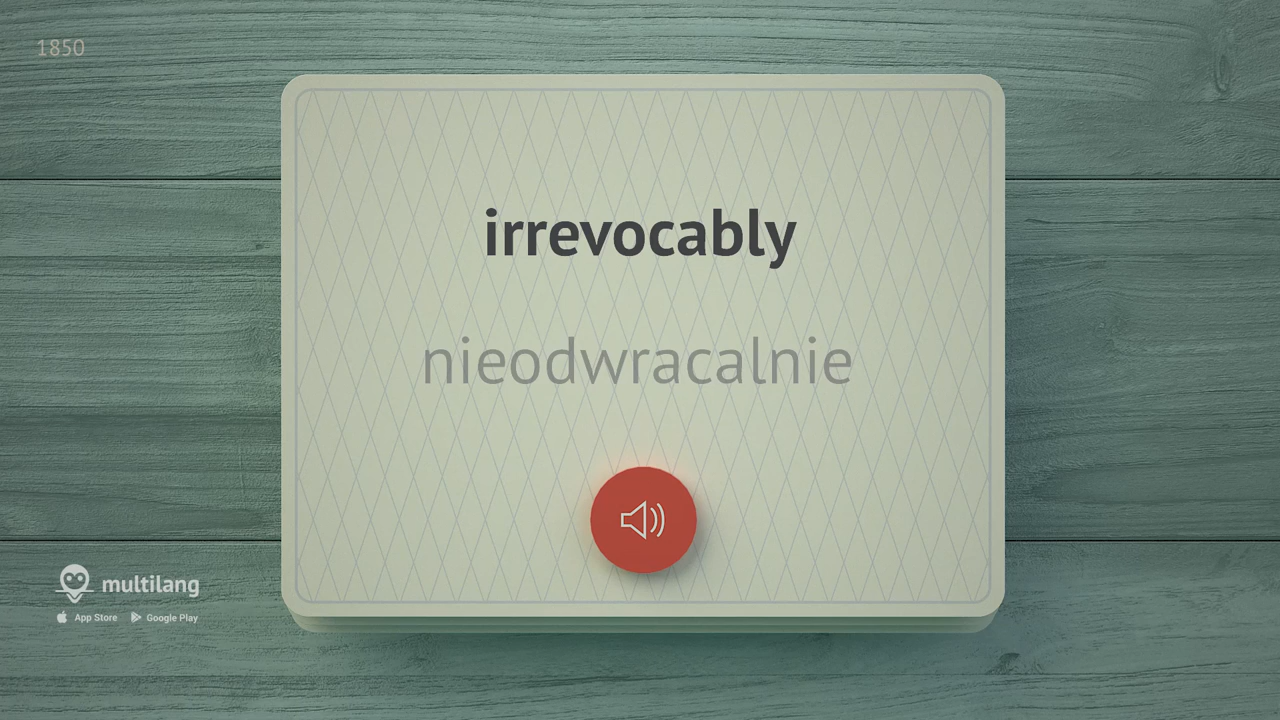 1850
irrevocably
nieodwracalnie
multilang
App Store
Google Play